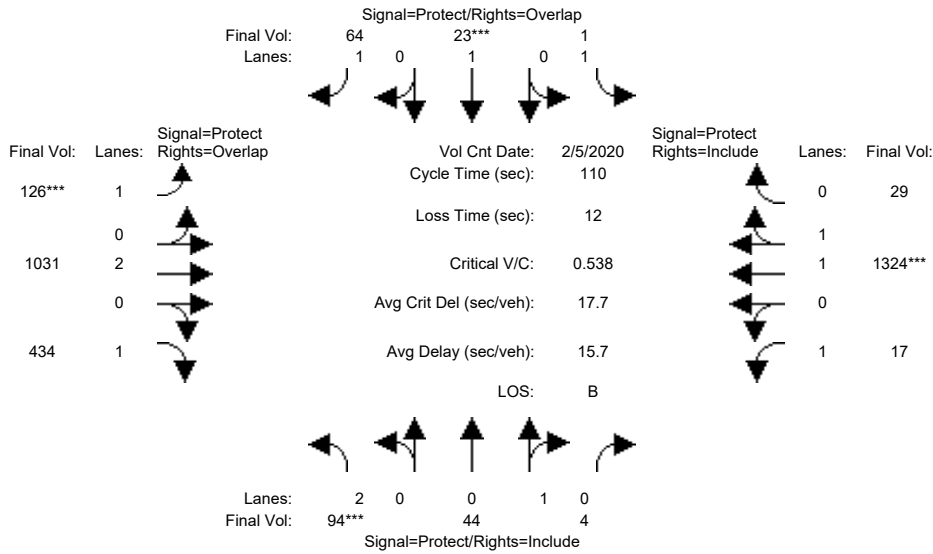 Signal=Protect/Rights=Overlap
Final Vol: 64 23*** 1
Lanes: 1 0 1 0 1
Signal=Protect
Final Vol: Lanes: Rights=Overlap
Vol Cnt Date: 2/5/2020
Signal=Protect
Rights=Include Lanes: Final Vol:
Cycle Time (sec): 110
126*** 1
0 29
Loss Time (sec): 12
0
1
1031 2
Critical V/C: 0.538
1 1324***
0
Avg Crit Del (sec/veh): 17.7
0
434 1
Avg Delay (sec/veh): 15.7
1 17
LOS: B
Lanes: 2 0 0 1 0
Final Vol: 94*** 44 4
Signal=Protect/Rights=Include